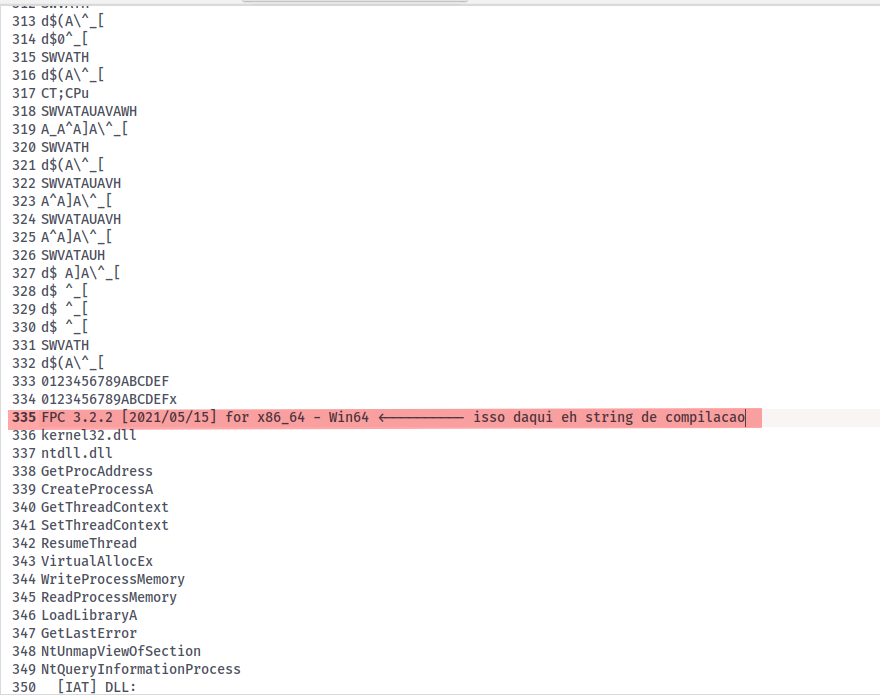 313 d$(A\^_[
314 d$0^_[
315 SWVATH
316 d$(A\^_[
317 CT;CPu
318 SWVATAUAVAWH
319 A_A^A]A\^_[
320 SWVATH
321 d$(A\^_[
322 SWVATAUAVH
323 A^A]A\^_[
324 SWVATAUAVH
325 A^A]A\^_[
326 SWVATAUH
327 d$ A]A\^_[
328 d$ ^_[
329 d$ ^_[
330 d$ ^_[
331 SWVATH
332 d$(A\^_[
333 0123456789ABCDEF
334 0123456789ABCDEFx
335 FPC 3.2.2 [2021/05/15] for x86_64 - Win64 <---------- isso daqui eh string de compilacao
336 kernel32.dll
337 ntdll.dll
338 GetProcAddress
339 CreateProcessA
340 GetThreadContext
341 SetThreadContext
342 ResumeThread
343 VirtualAllocEx
344 WriteProcessMemory
345 ReadProcessMemory
346 LoadLibraryA
347 GetLastError
348 NtUnmapViewOfSection
349 NtQueryInformationProcess
350 [IAT] DLL: